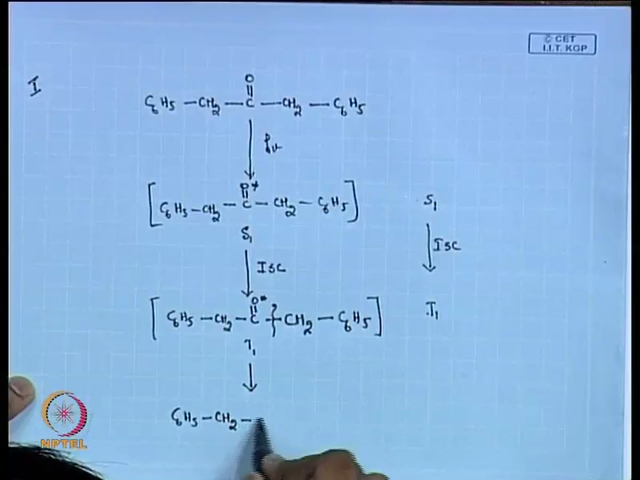 © CET
I.I.T. KGP
I
O
C6H5 — CH2 — C — CH2 — C6H5
hν
O*
[C6H5 — CH2 — C — CH2 — C6H5]
S1
S1
ISC
ISC
T1
O*
[C6H5 — CH2 — C — CH2 — C6H5]
T1
C6H5 — CH2 —
NPTEL